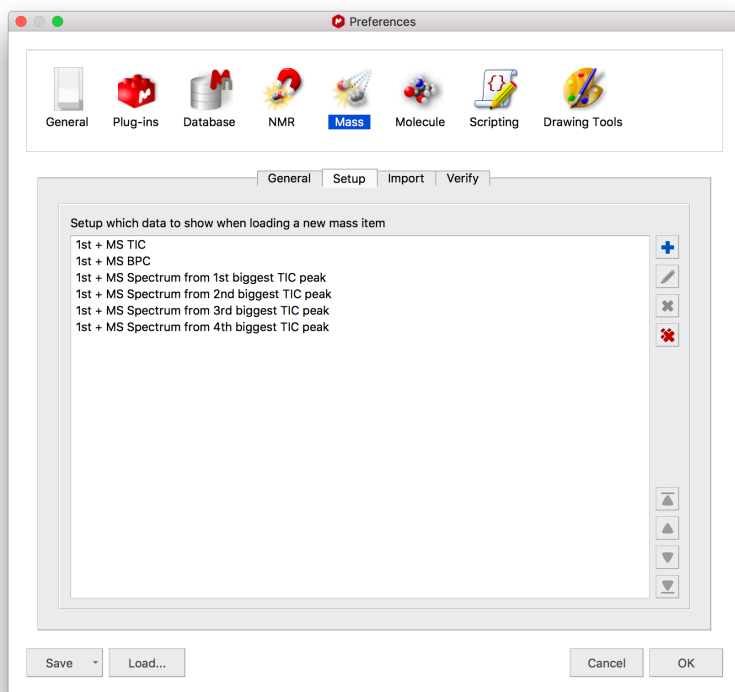 Preferences
General Plug-ins Database NMR Mass Molecule Scripting Drawing Tools
General Setup Import Verify
Setup which data to show when loading a new mass item
1st + MS TIC
1st + MS BPC
1st + MS Spectrum from 1st biggest TIC peak
1st + MS Spectrum from 2nd biggest TIC peak
1st + MS Spectrum from 3rd biggest TIC peak
1st + MS Spectrum from 4th biggest TIC peak
Save Load... Cancel OK